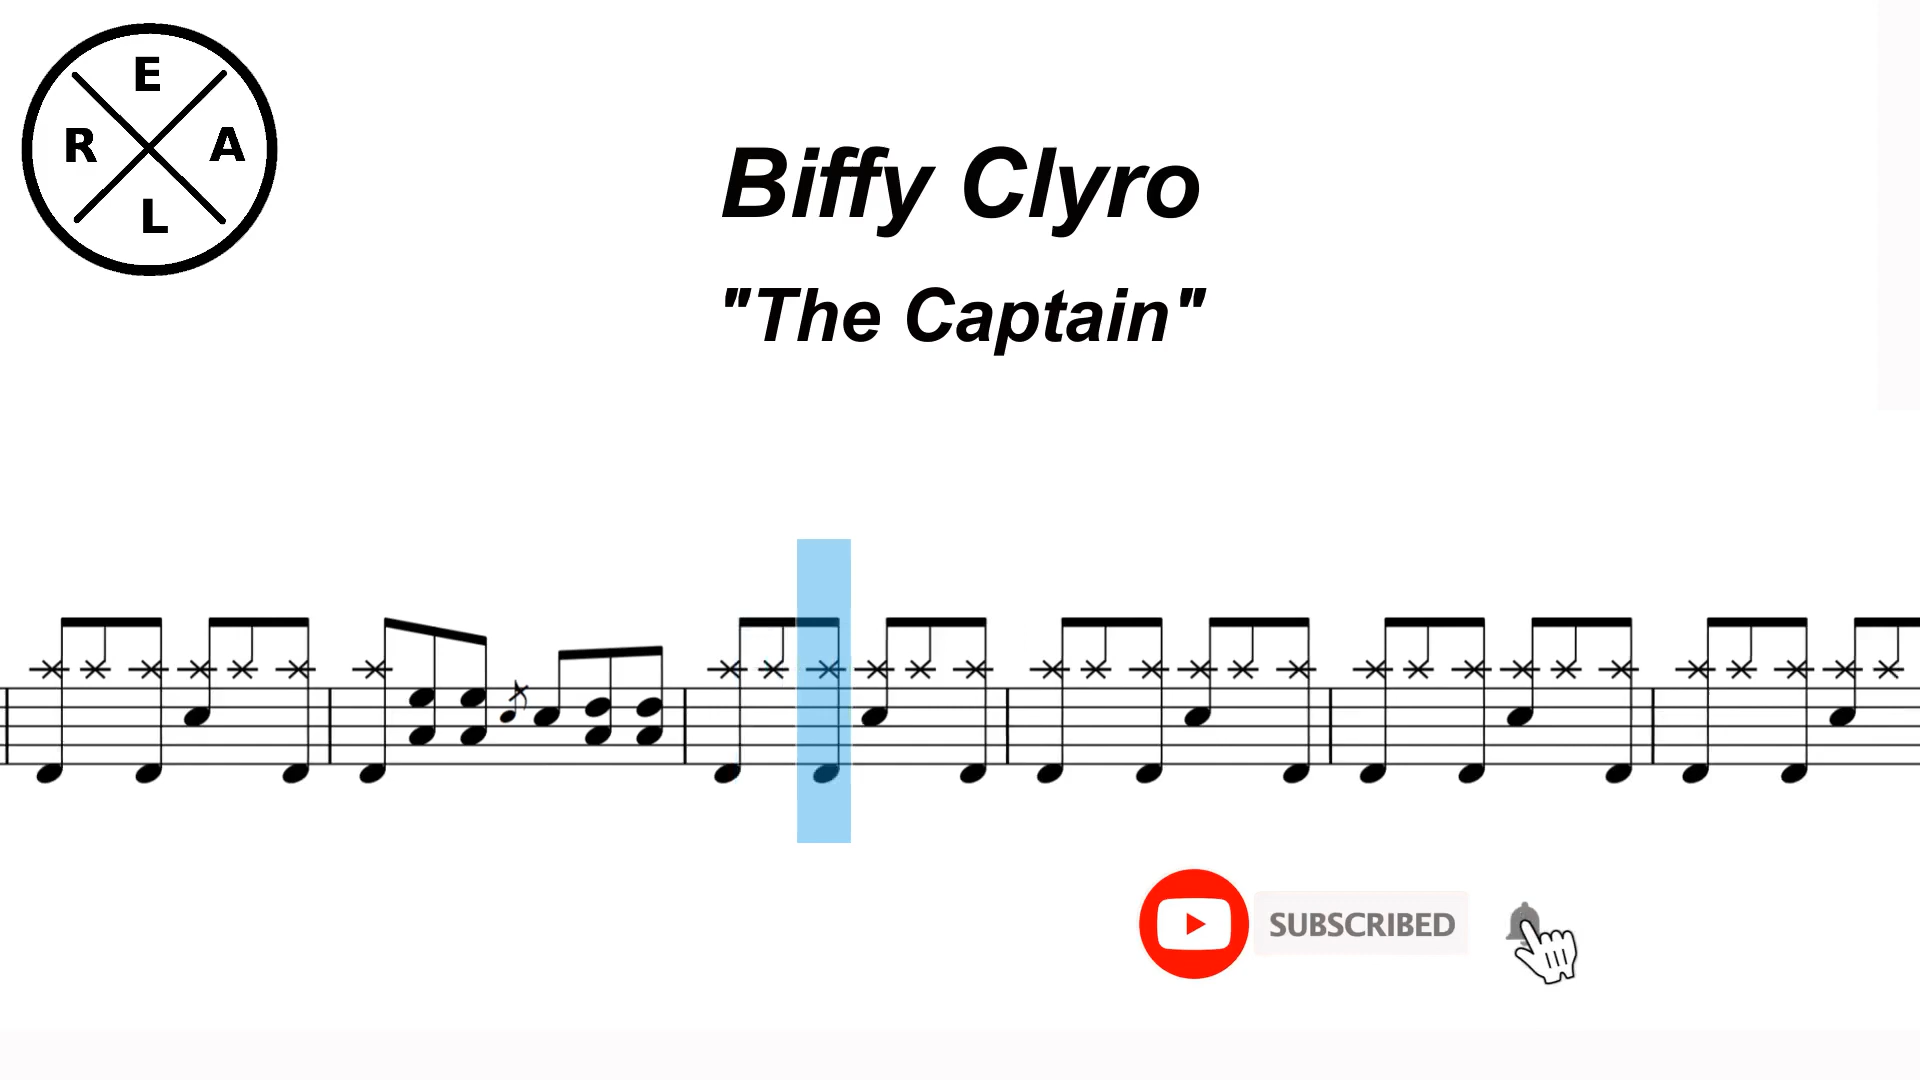 E
R A
L
Biffy Clyro
"The Captain"
SUBSCRIBED